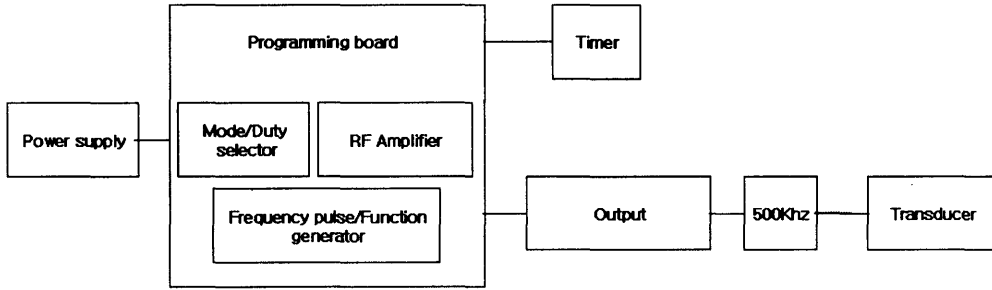 Programming board
Timer
Power supply
Mode/Duty
selector
RF Amplifier
Frequency pulse/Function
generator
Output
500Khz
Transducer